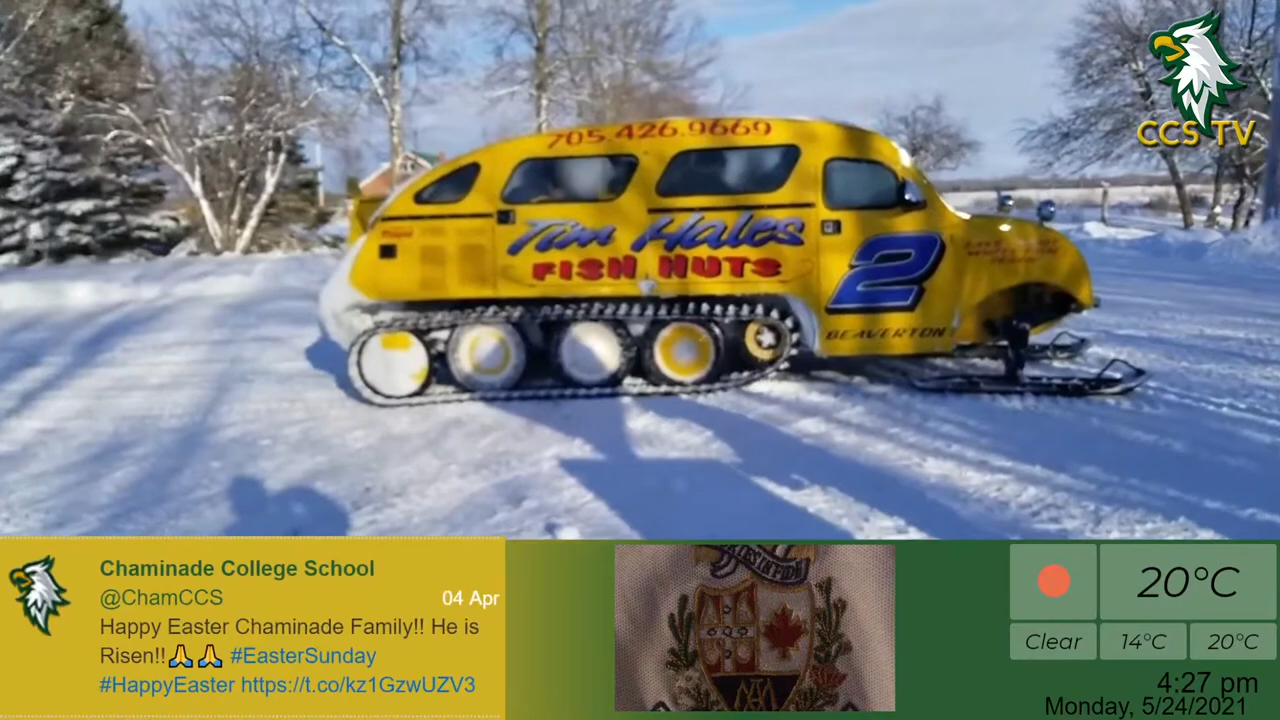 CCS TV
705.426.9669
Tim Hales
FISH HUTS
2
BEAVERTON
Chaminade College School
@ChamCCS
04 Apr
Happy Easter Chaminade Family!! He is
Risen!!🙏🙏 #EasterSunday
#HappyEaster https://t.co/kz1GzwUZV3
20°C
Clear
14°C
20°C
4:27 pm
Monday, 5/24/2021